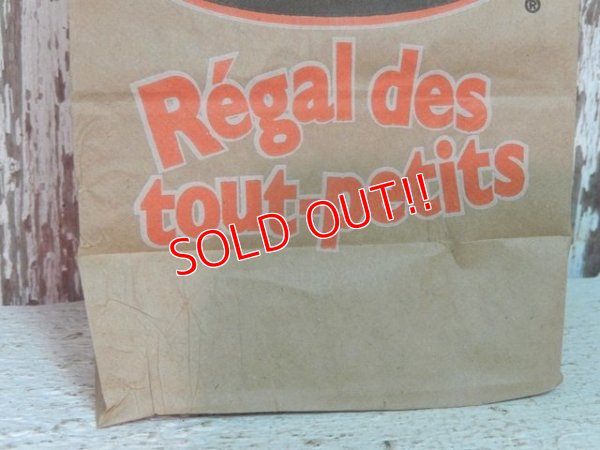 ®
Régal des
tout-petits
SOLD OUT!!